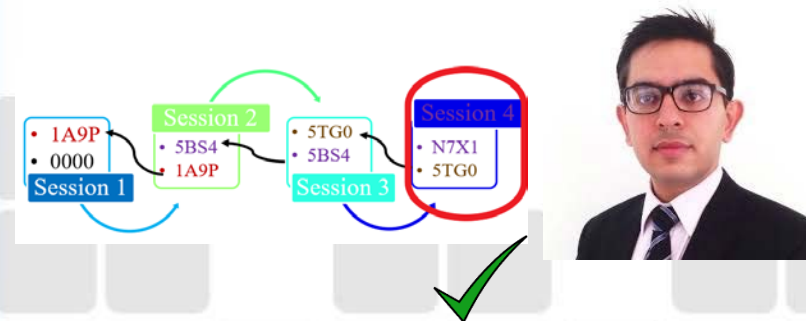 • 1A9P
• 0000
Session 1
Session 2
• 5BS4
• 1A9P
• 5TG0
• 5BS4
Session 3
Session 4
• N7X1
• 5TG0